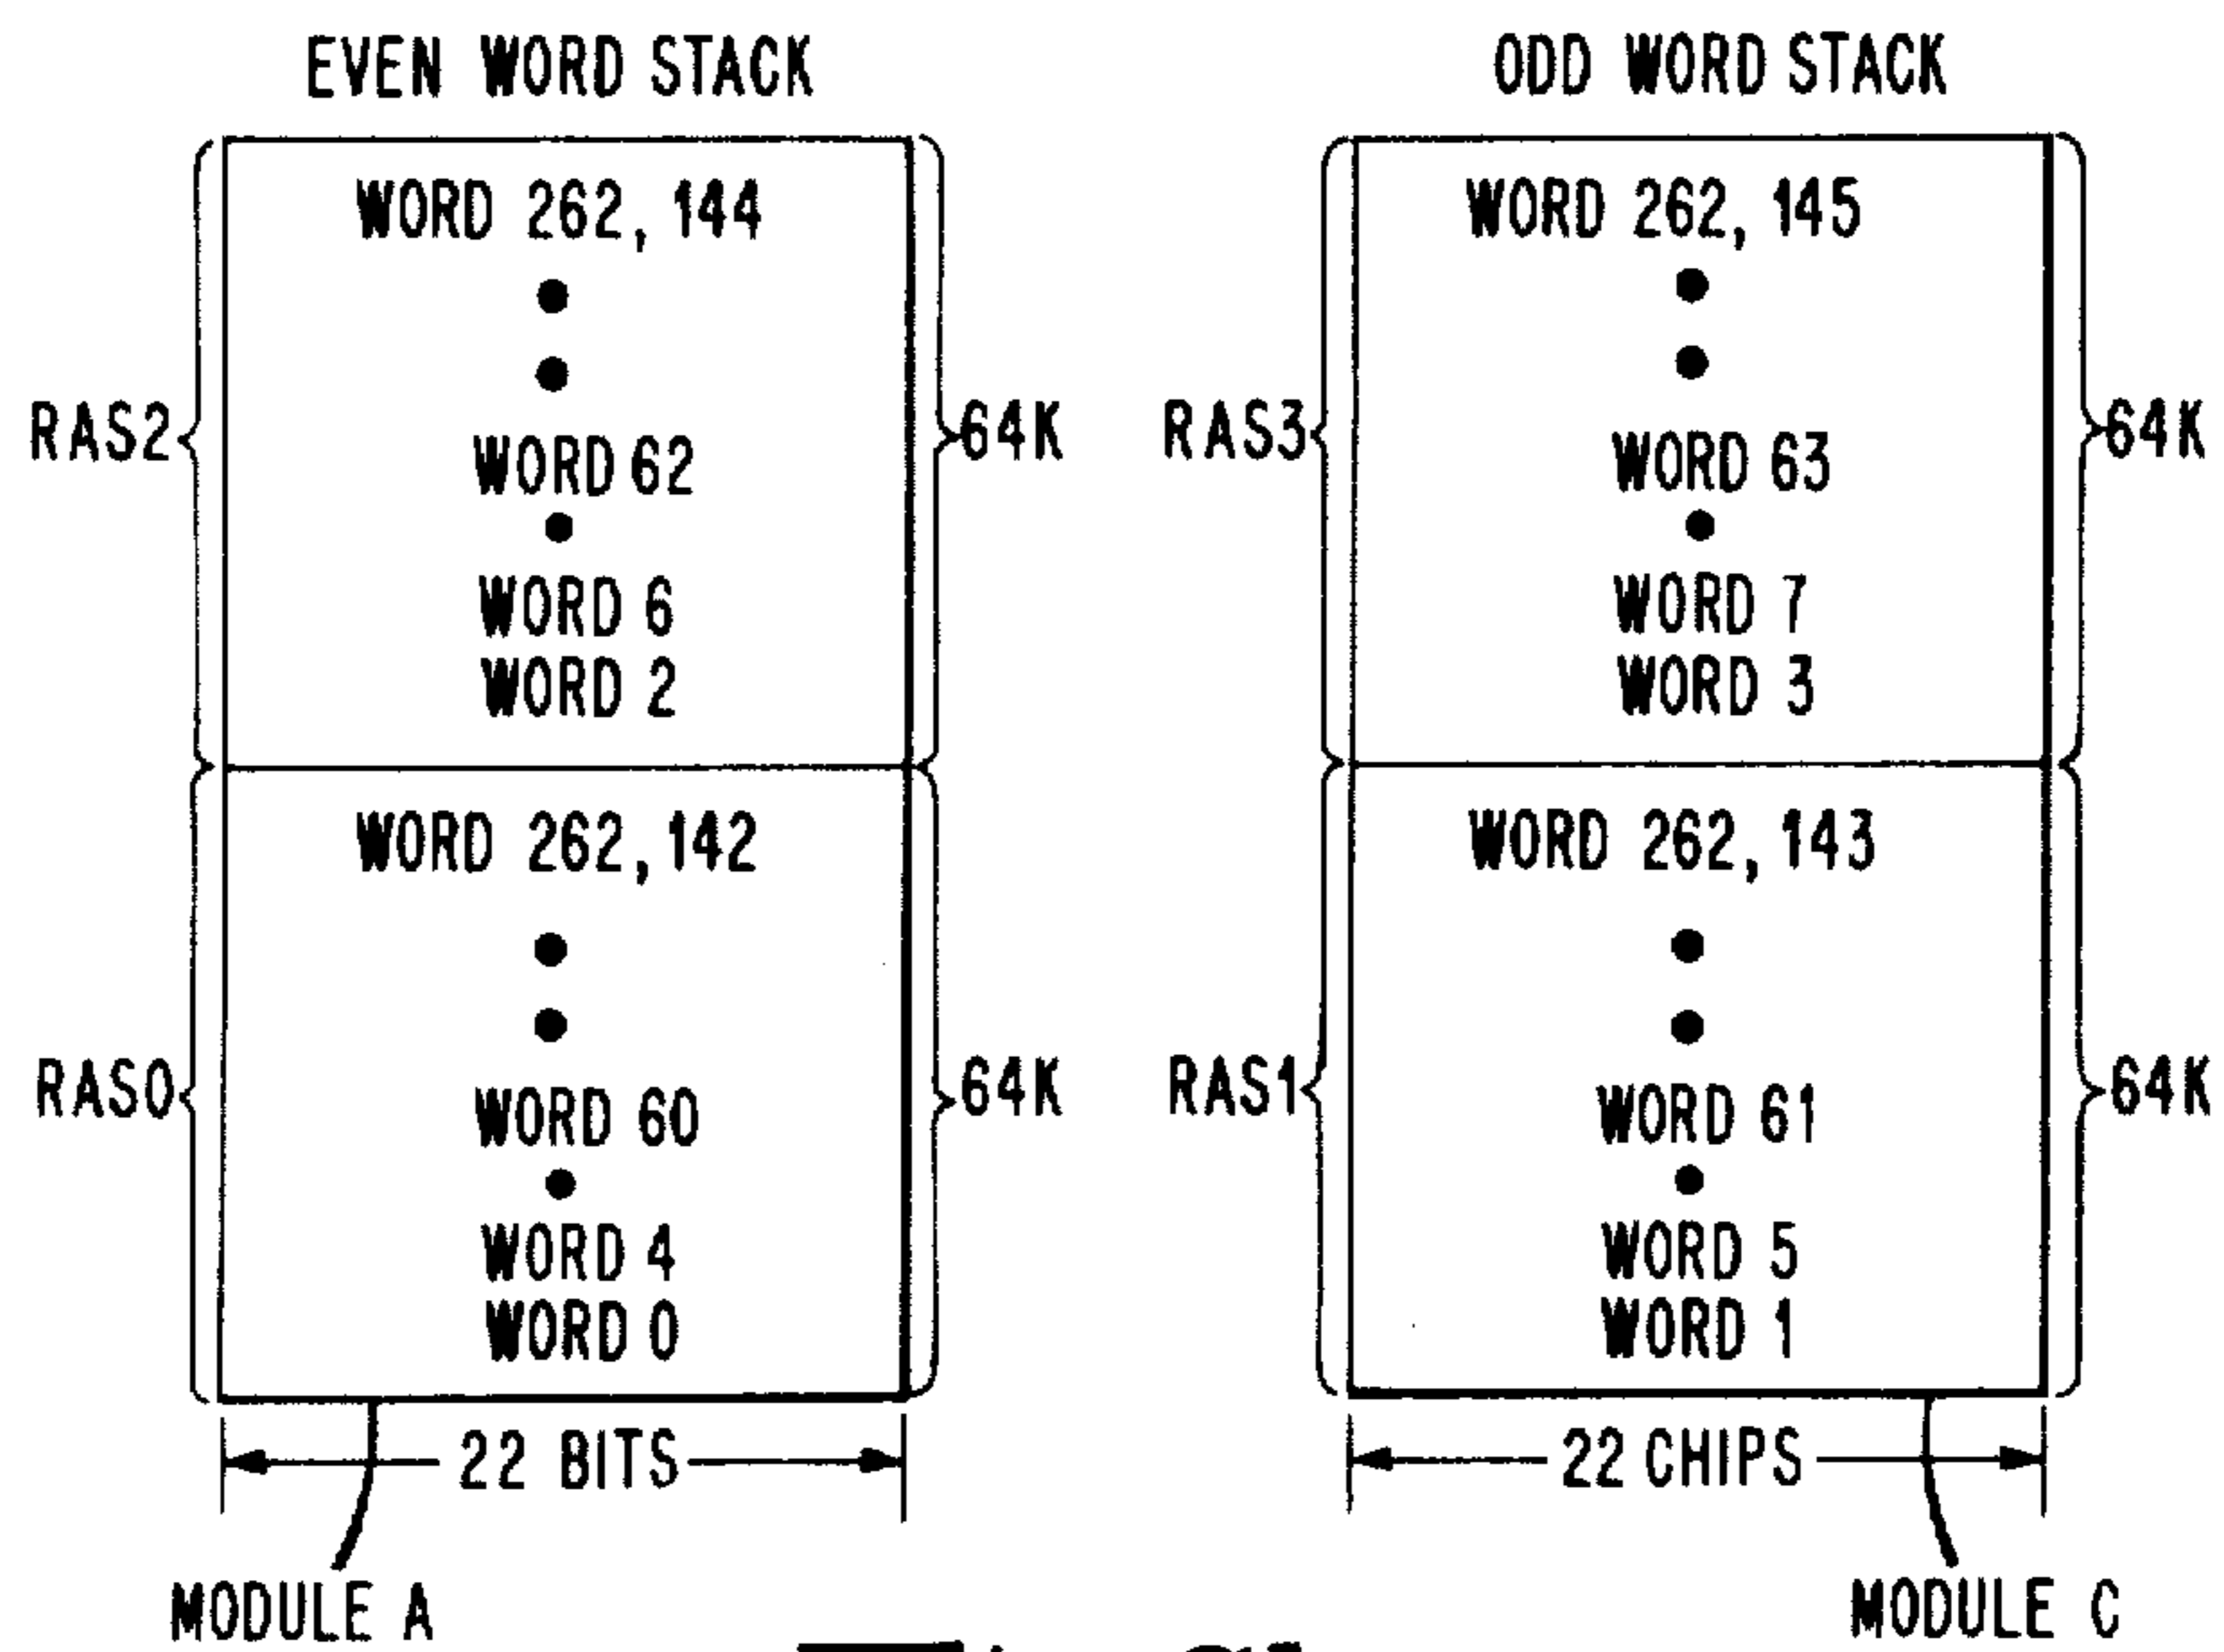 EVEN WORD STACK
RAS2
WORD 262, 144
WORD 62
WORD 6
WORD 2
64K
RAS0
WORD 262, 142
WORD 60
WORD 4
WORD 0
64K
22 BITS
MODULE A
ODD WORD STACK
RAS3
WORD 262, 145
WORD 63
WORD 7
WORD 3
64K
RAS1
WORD 262, 143
WORD 61
WORD 5
WORD 1
64K
22 CHIPS
MODULE C